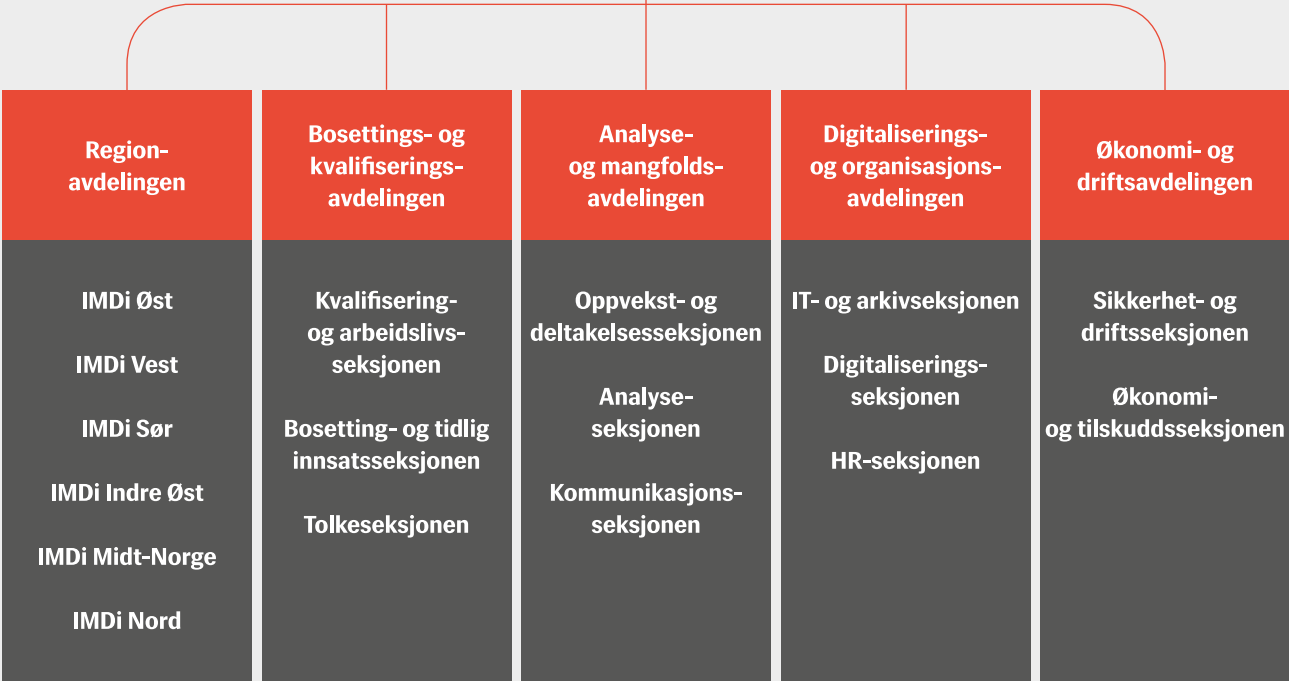 Region-
avdelingen
IMDi Øst
IMDi Vest
IMDi Sør
IMDi Indre Øst
IMDi Midt-Norge
IMDi Nord
Bosettings- og
kvalifiserings-
avdelingen
Kvalifisering-
og arbeidslivs-
seksjonen
Bosetting- og tidlig
innsatsseksjonen
Tolkeseksjonen
Analyse-
og mangfolds-
avdelingen
Oppvekst- og
deltakelsesseksjonen
Analyse-
seksjonen
Kommunikasjons-
seksjonen
Digitaliserings-
og organisasjons-
avdelingen
IT- og arkivseksjonen
Digitaliserings-
seksjonen
HR-seksjonen
Økonomi- og
driftsavdelingen
Sikkerhet- og
driftsseksjonen
Økonomi-
og tilskuddsseksjonen